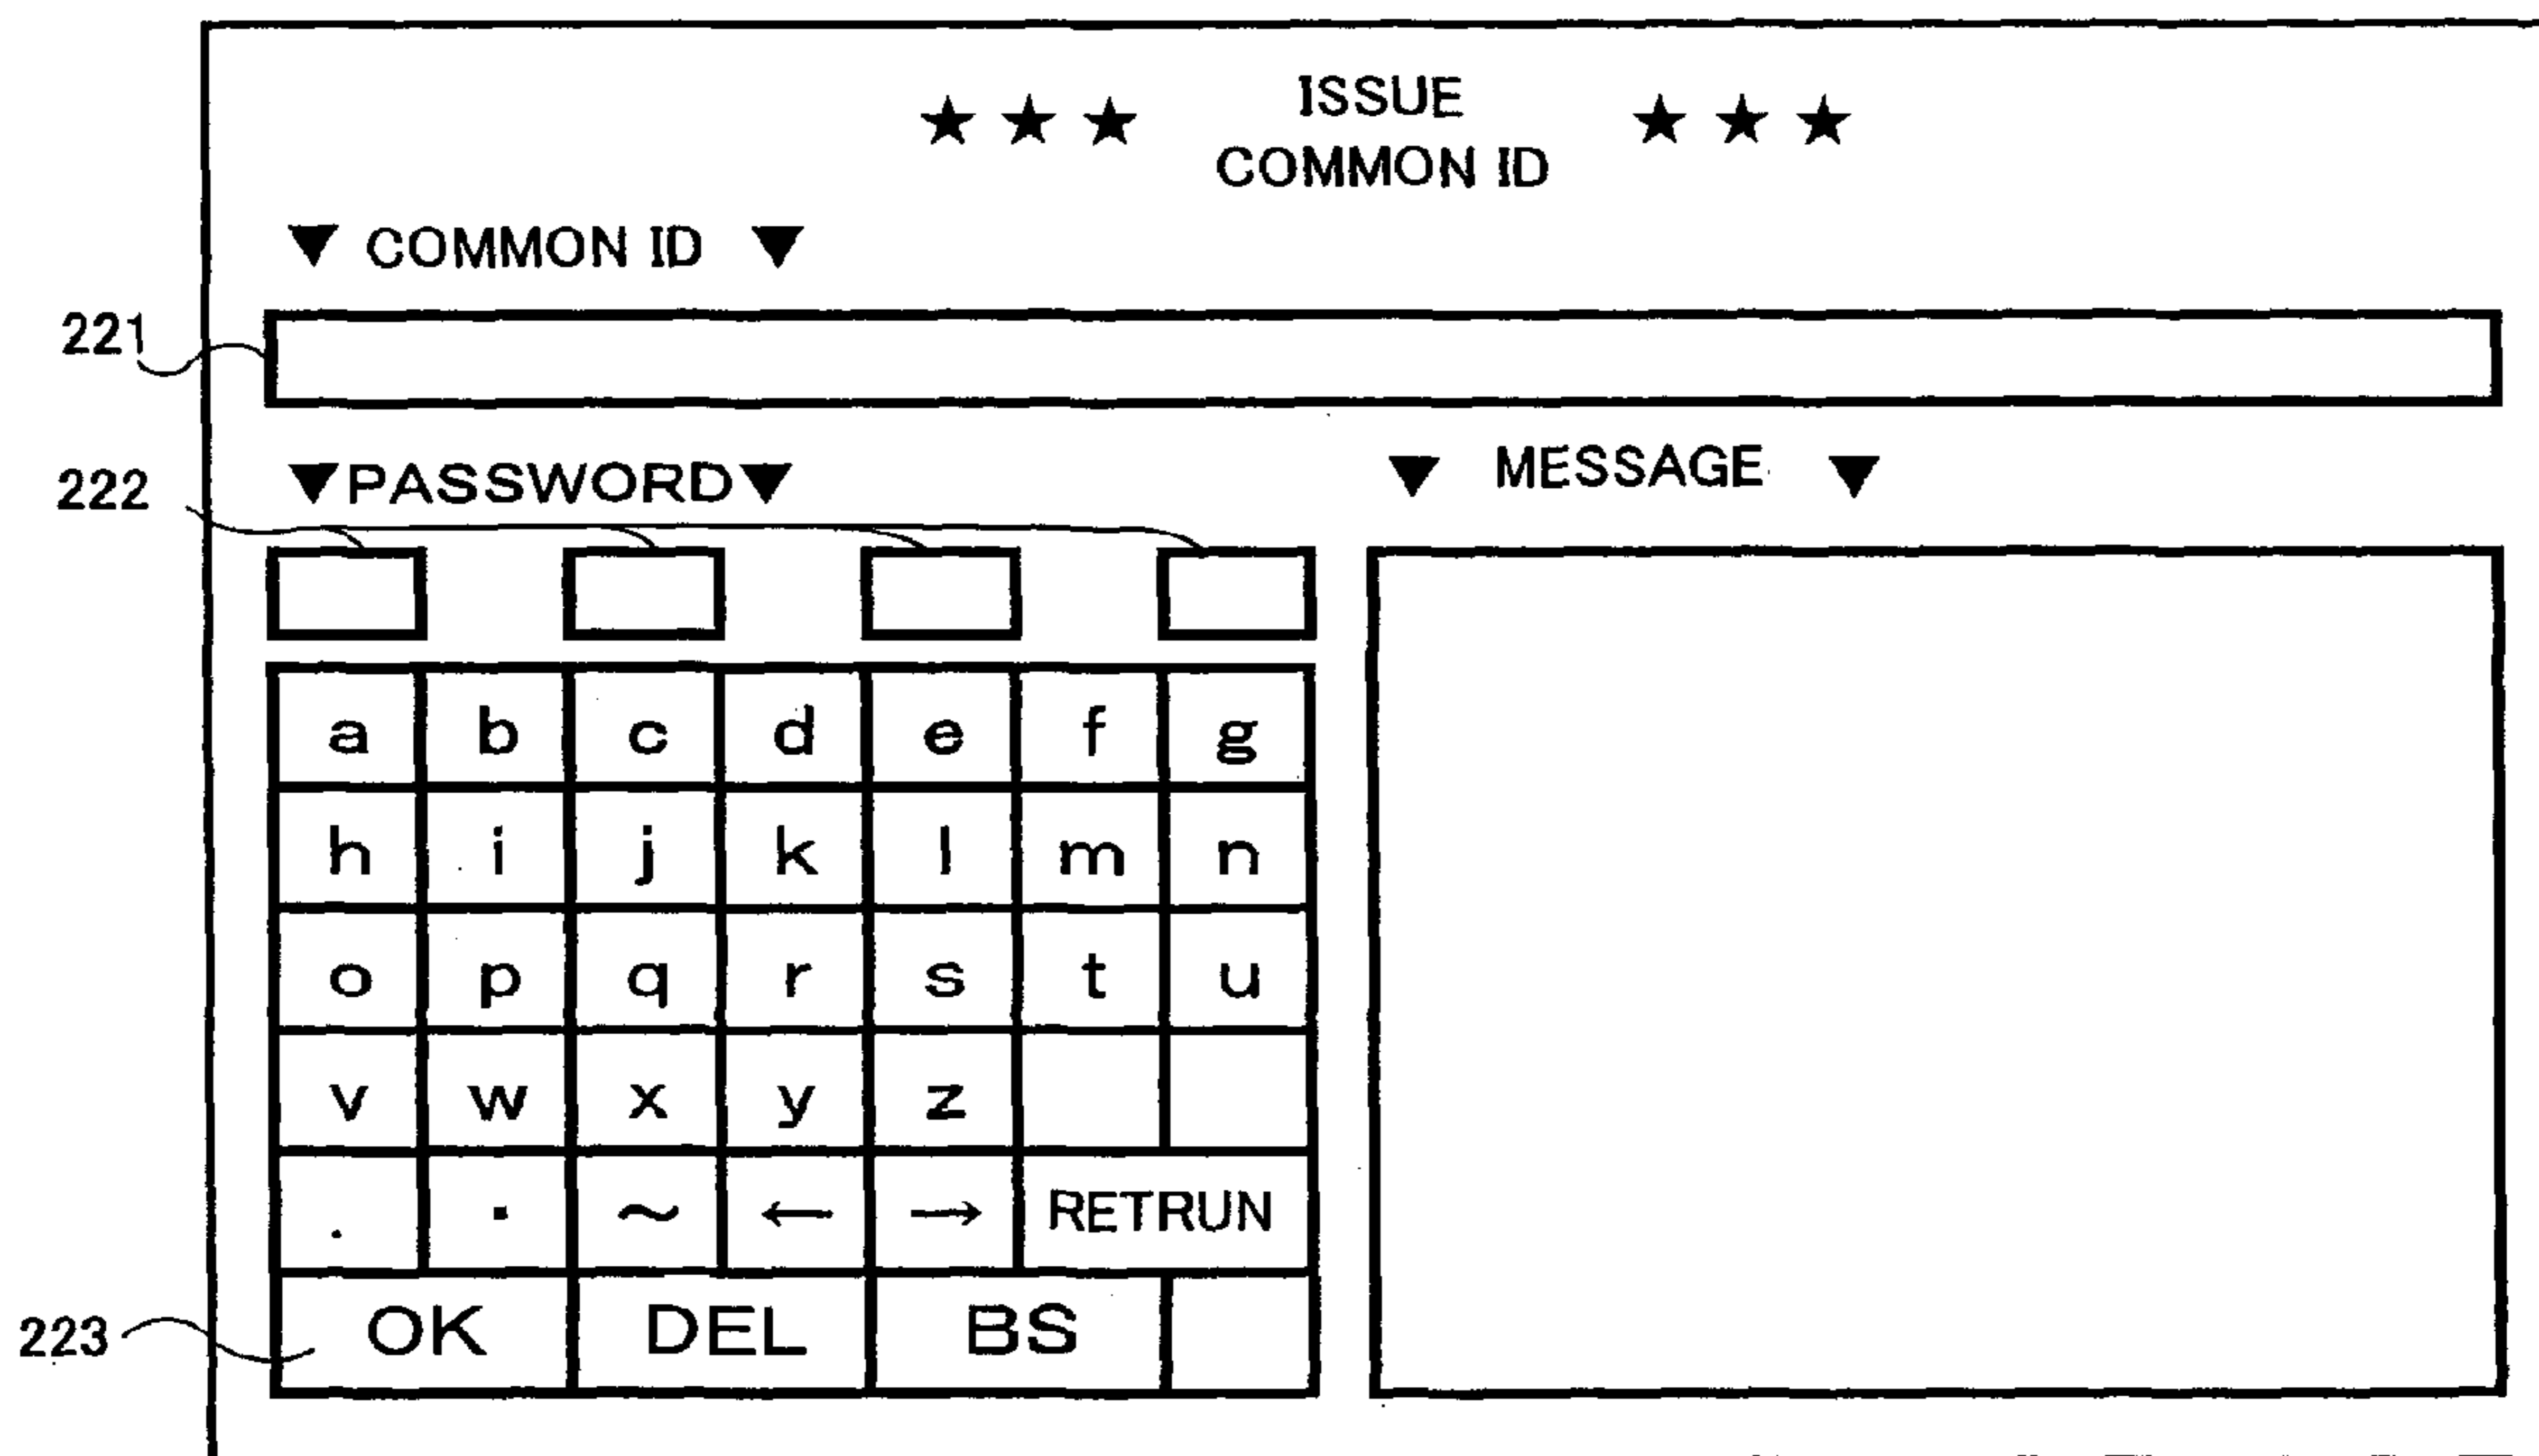 ★ ★ ★ ISSUE COMMON ID ★ ★ ★
▼ COMMON ID ▼
221
▼PASSWORD▼
▼ MESSAGE ▼
222
a b c d e f g
h i j k l m n
o p q r s t u
v w x y z
. ・ ~ ← → RETRUN
OK DEL BS
223